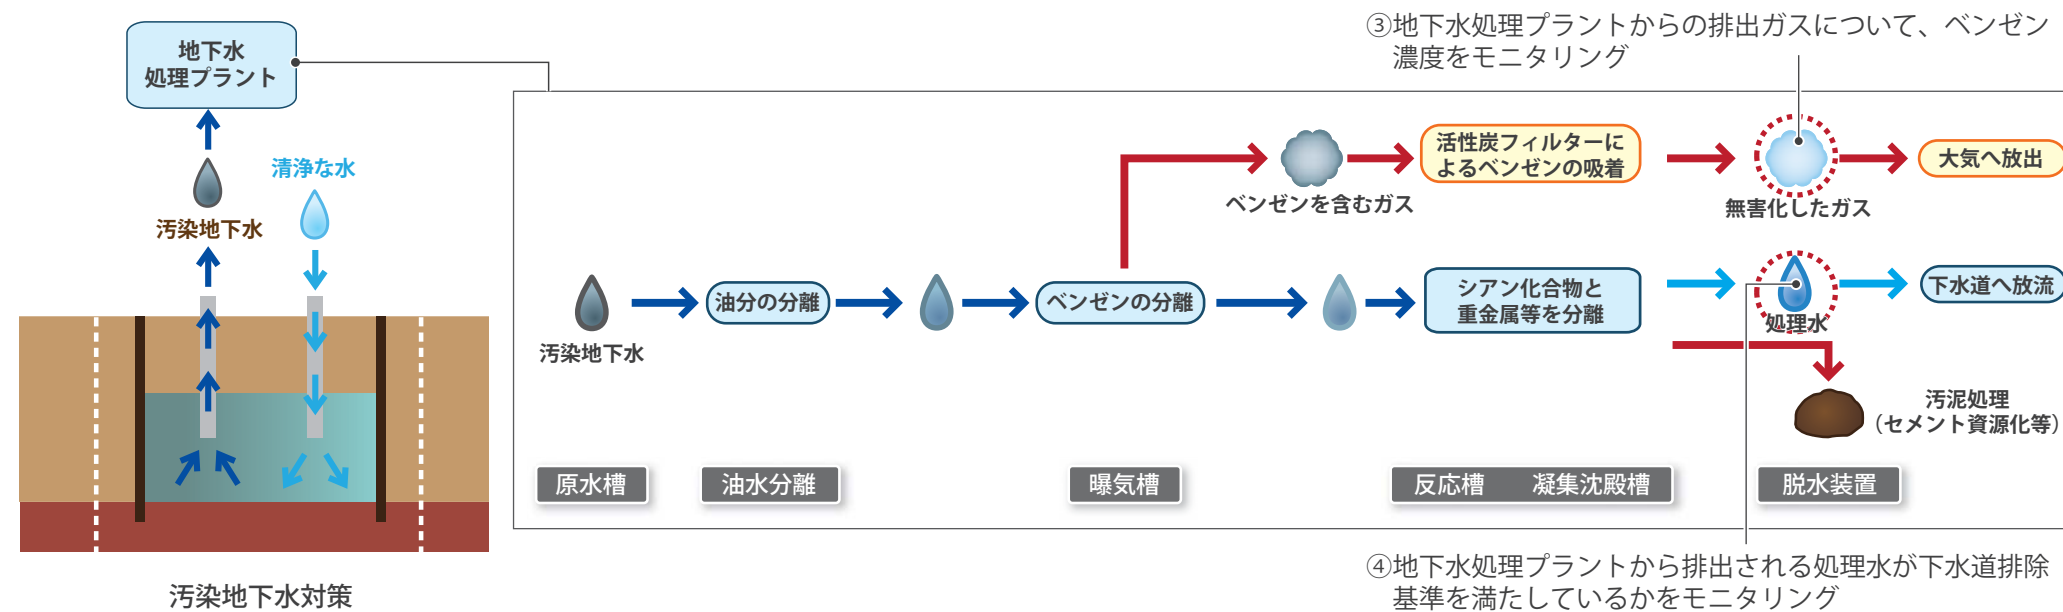 ③地下水処理プラントからの排出ガスについて、ベンゼン
濃度をモニタリング
地下水
処理プラント
清浄な水
汚染地下水
活性炭フィルターに
よるベンゼンの吸着
大気へ放出
ベンゼンを含むガス
無害化したガス
油分の分離
ベンゼンの分離
シアン化合物と
重金属等を分離
下水道へ放流
処理水
汚染地下水
汚泥処理
（セメント資源化等）
原水槽
油水分離
曝気槽
反応槽 凝集沈殿槽
脱水装置
④地下水処理プラントから排出される処理水が下水道排除
基準を満たしているかをモニタリング
汚染地下水対策